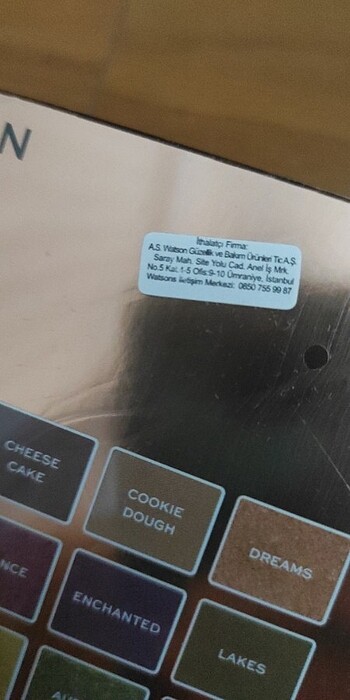 N
İthalatçı Firma:
A.S. Watson Güzellik ve Bakım Ürünleri Tic A.Ş.
Saray Mah. Site Yolu Cad. Anel İş Mrk.
No.5 Kat: 1-5 Ofis:9-10 Ümraniye, İstanbul
Watsons İletişim Merkezi: 0850 755 99 87
CHEESE
CAKE
COOKIE
DOUGH
DREAMS
NCE
ENCHANTED
LAKES